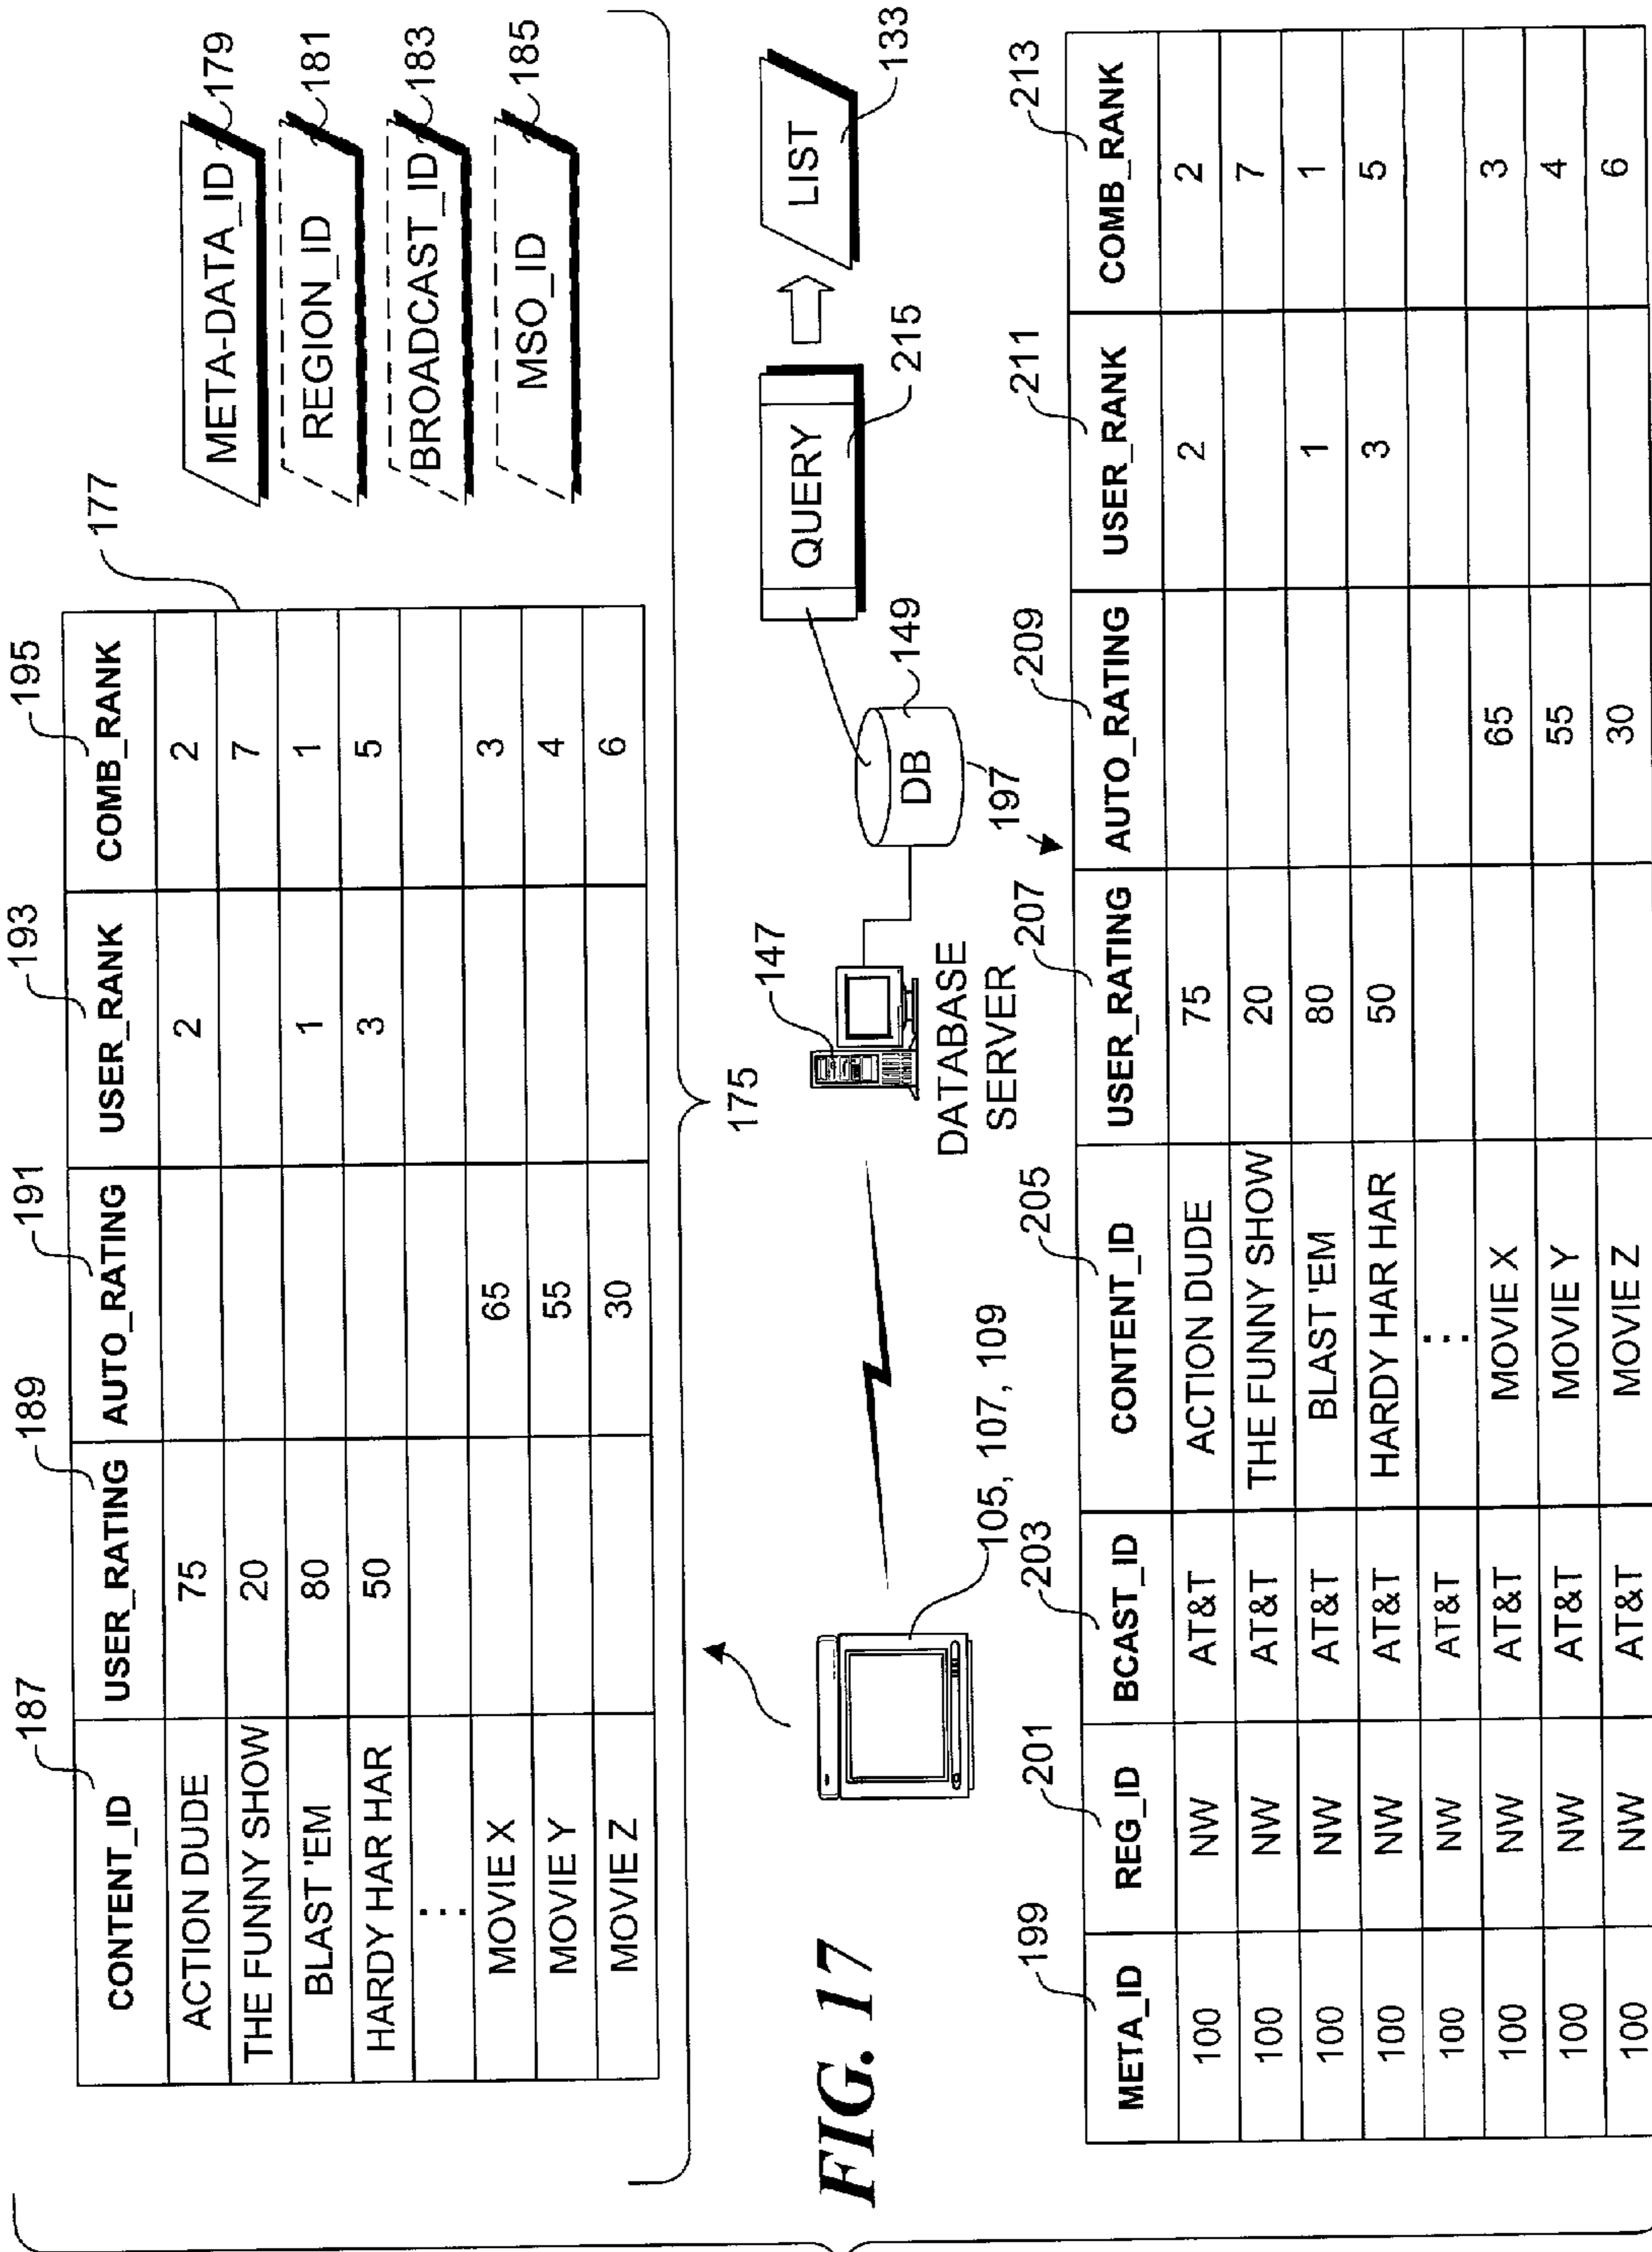 187 189 191 193 195
177
CONTENT_ID USER_RATING AUTO_RATING USER_RANK COMB_RANK
ACTION DUDE 75 2 2
THE FUNNY SHOW 20 7
BLAST 'EM 80 1 1
HARDY HAR HAR 50 3 5
⋮
MOVIE X 65 3
MOVIE Y 55 4
MOVIE Z 30 6
META-DATA_ID 179
REGION_ID 181
BROADCAST_ID 183
MSO_ID 185
175
FIG. 17
105, 107, 109
147
DATABASE
SERVER
DB
149
197
QUERY
215
LIST
133
199 201 203 205 207 209 211 213
META_ID REG_ID BCAST_ID CONTENT_ID USER_RATING AUTO_RATING USER_RANK COMB_RANK
100 NW AT&T ACTION DUDE 75 2 2
100 NW AT&T THE FUNNY SHOW 20 7
100 NW AT&T BLAST 'EM 80 1 1
100 NW AT&T HARDY HAR HAR 50 3 5
100 NW AT&T ⋮
100 NW AT&T MOVIE X 65 3
100 NW AT&T MOVIE Y 55 4
100 NW AT&T MOVIE Z 30 6